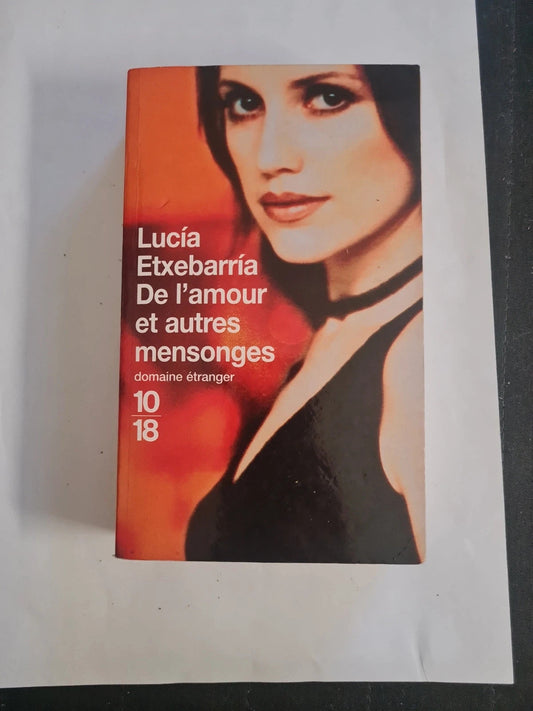 Lucía
Etxebarría
De l'amour
et autres
mensonges
domaine étranger
10
18